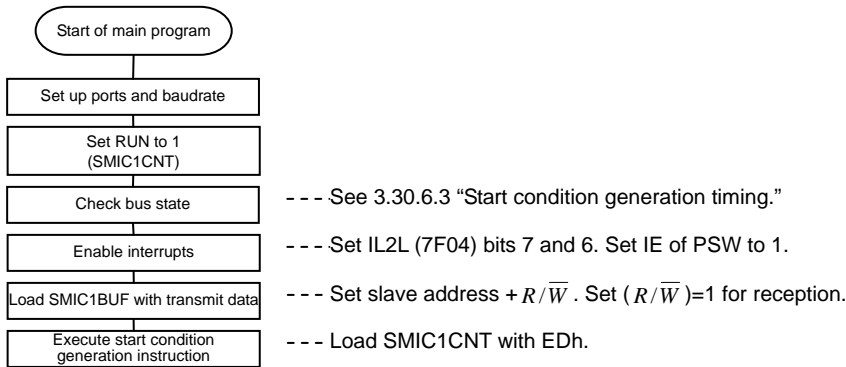 Start of main program
Set up ports and baudrate
Set RUN to 1
(SMIC1CNT)
Check bus state
See 3.30.6.3 “Start condition generation timing.”
Enable interrupts
Set IL2L (7F04) bits 7 and 6. Set IE of PSW to 1.
Load SMIC1BUF with transmit data
Set slave address + R/W̅ . Set ( R/W̅ )=1 for reception.
Execute start condition
generation instruction
Load SMIC1CNT with EDh.